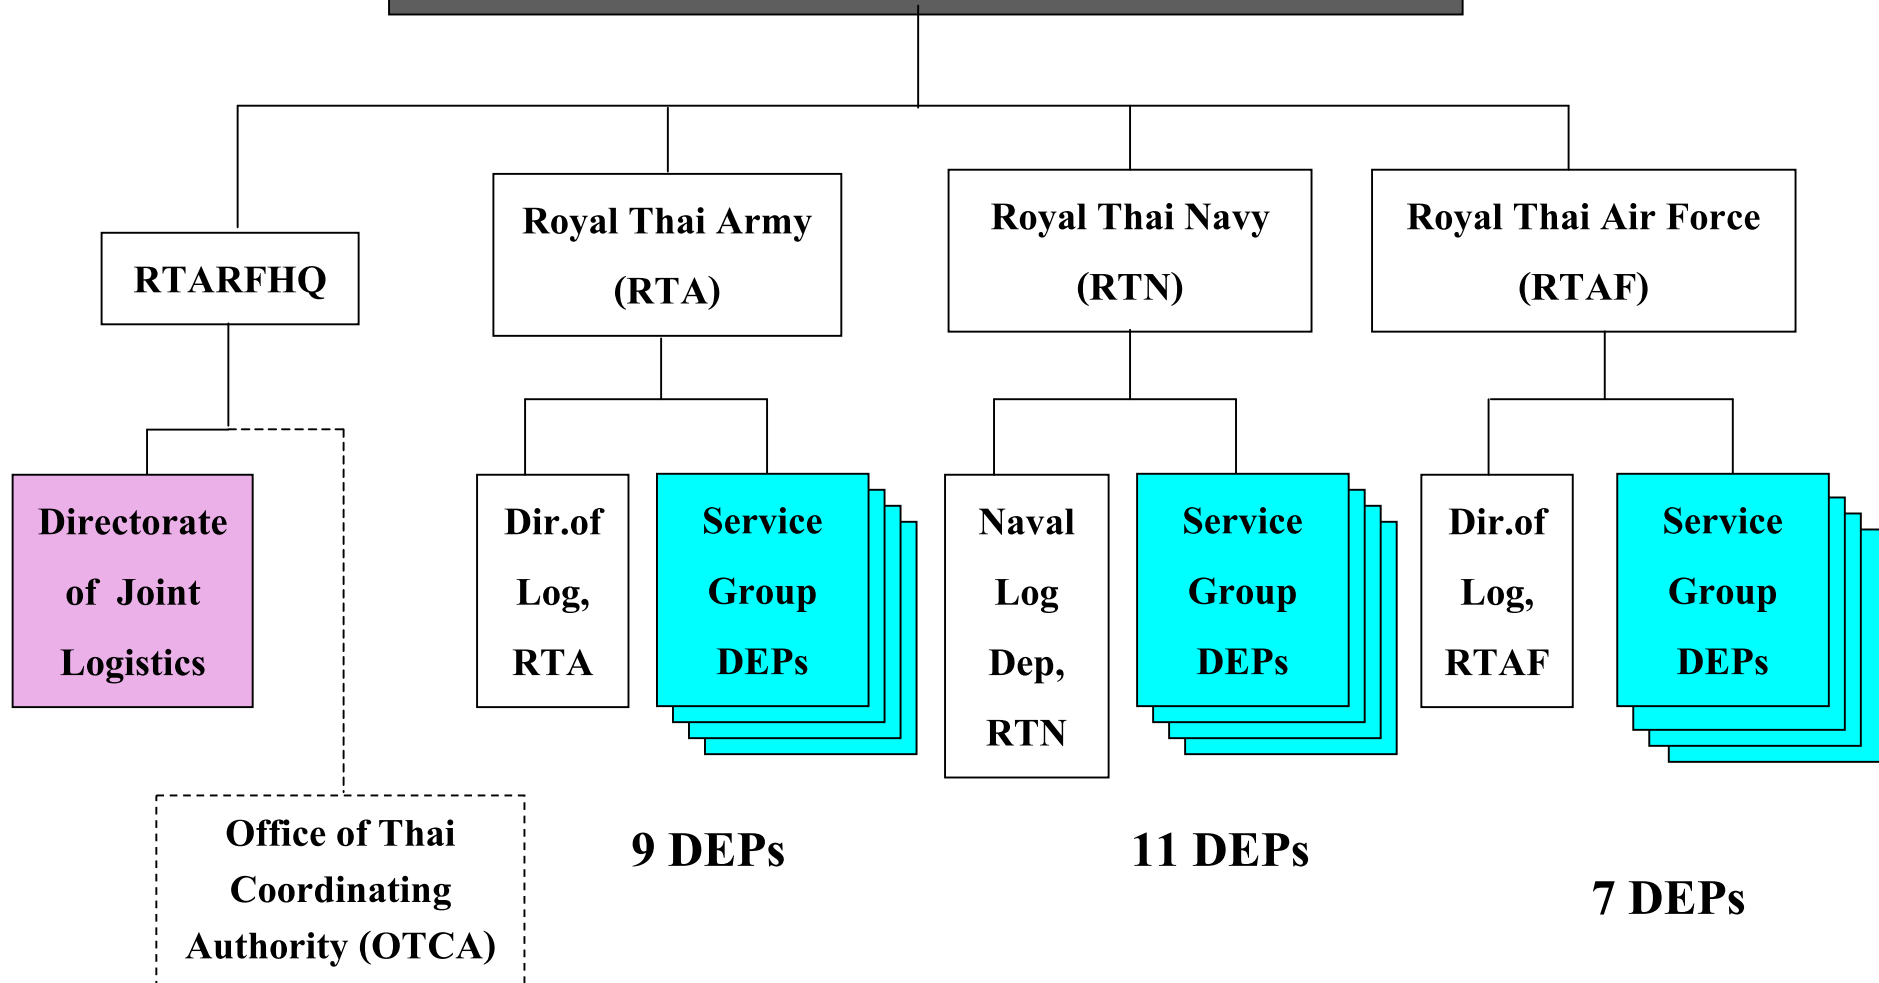 RTARFHQ
Royal Thai Army
(RTA)
Royal Thai Navy
(RTN)
Royal Thai Air Force
(RTAF)
Directorate
of Joint
Logistics
Dir.of
Log,
RTA
Service
Group
DEPs
Naval
Log
Dep,
RTN
Service
Group
DEPs
Dir.of
Log,
RTAF
Service
Group
DEPs
Office of Thai
Coordinating
Authority (OTCA)
9 DEPs
11 DEPs
7 DEPs